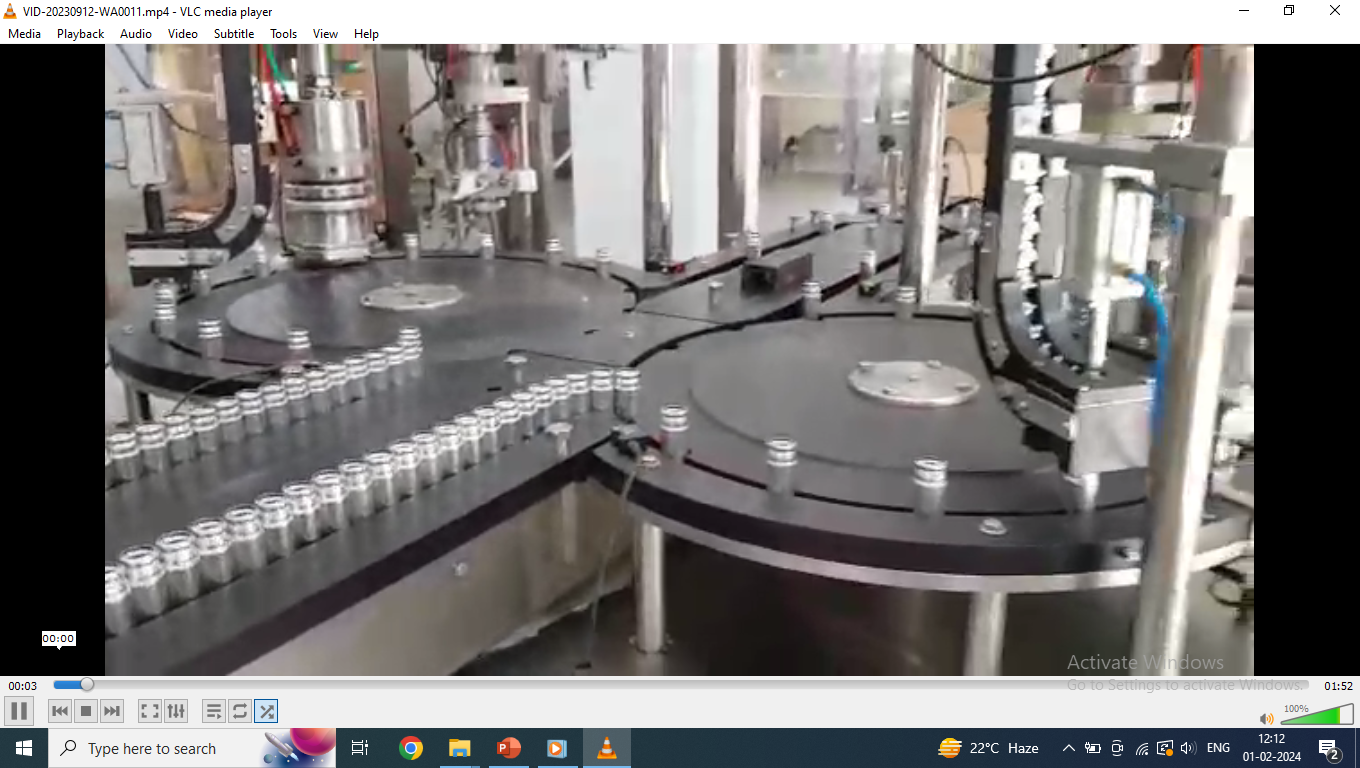 VID-20230912-WA0011.mp4 - VLC media player
Media Playback Audio Video Subtitle Tools View Help
00:00
Activate Windows
Go to Settings to activate Windows.
00:03
01:52
100%
Type here to search
22°C Haze
ENG
12:12
01-02-2024
2